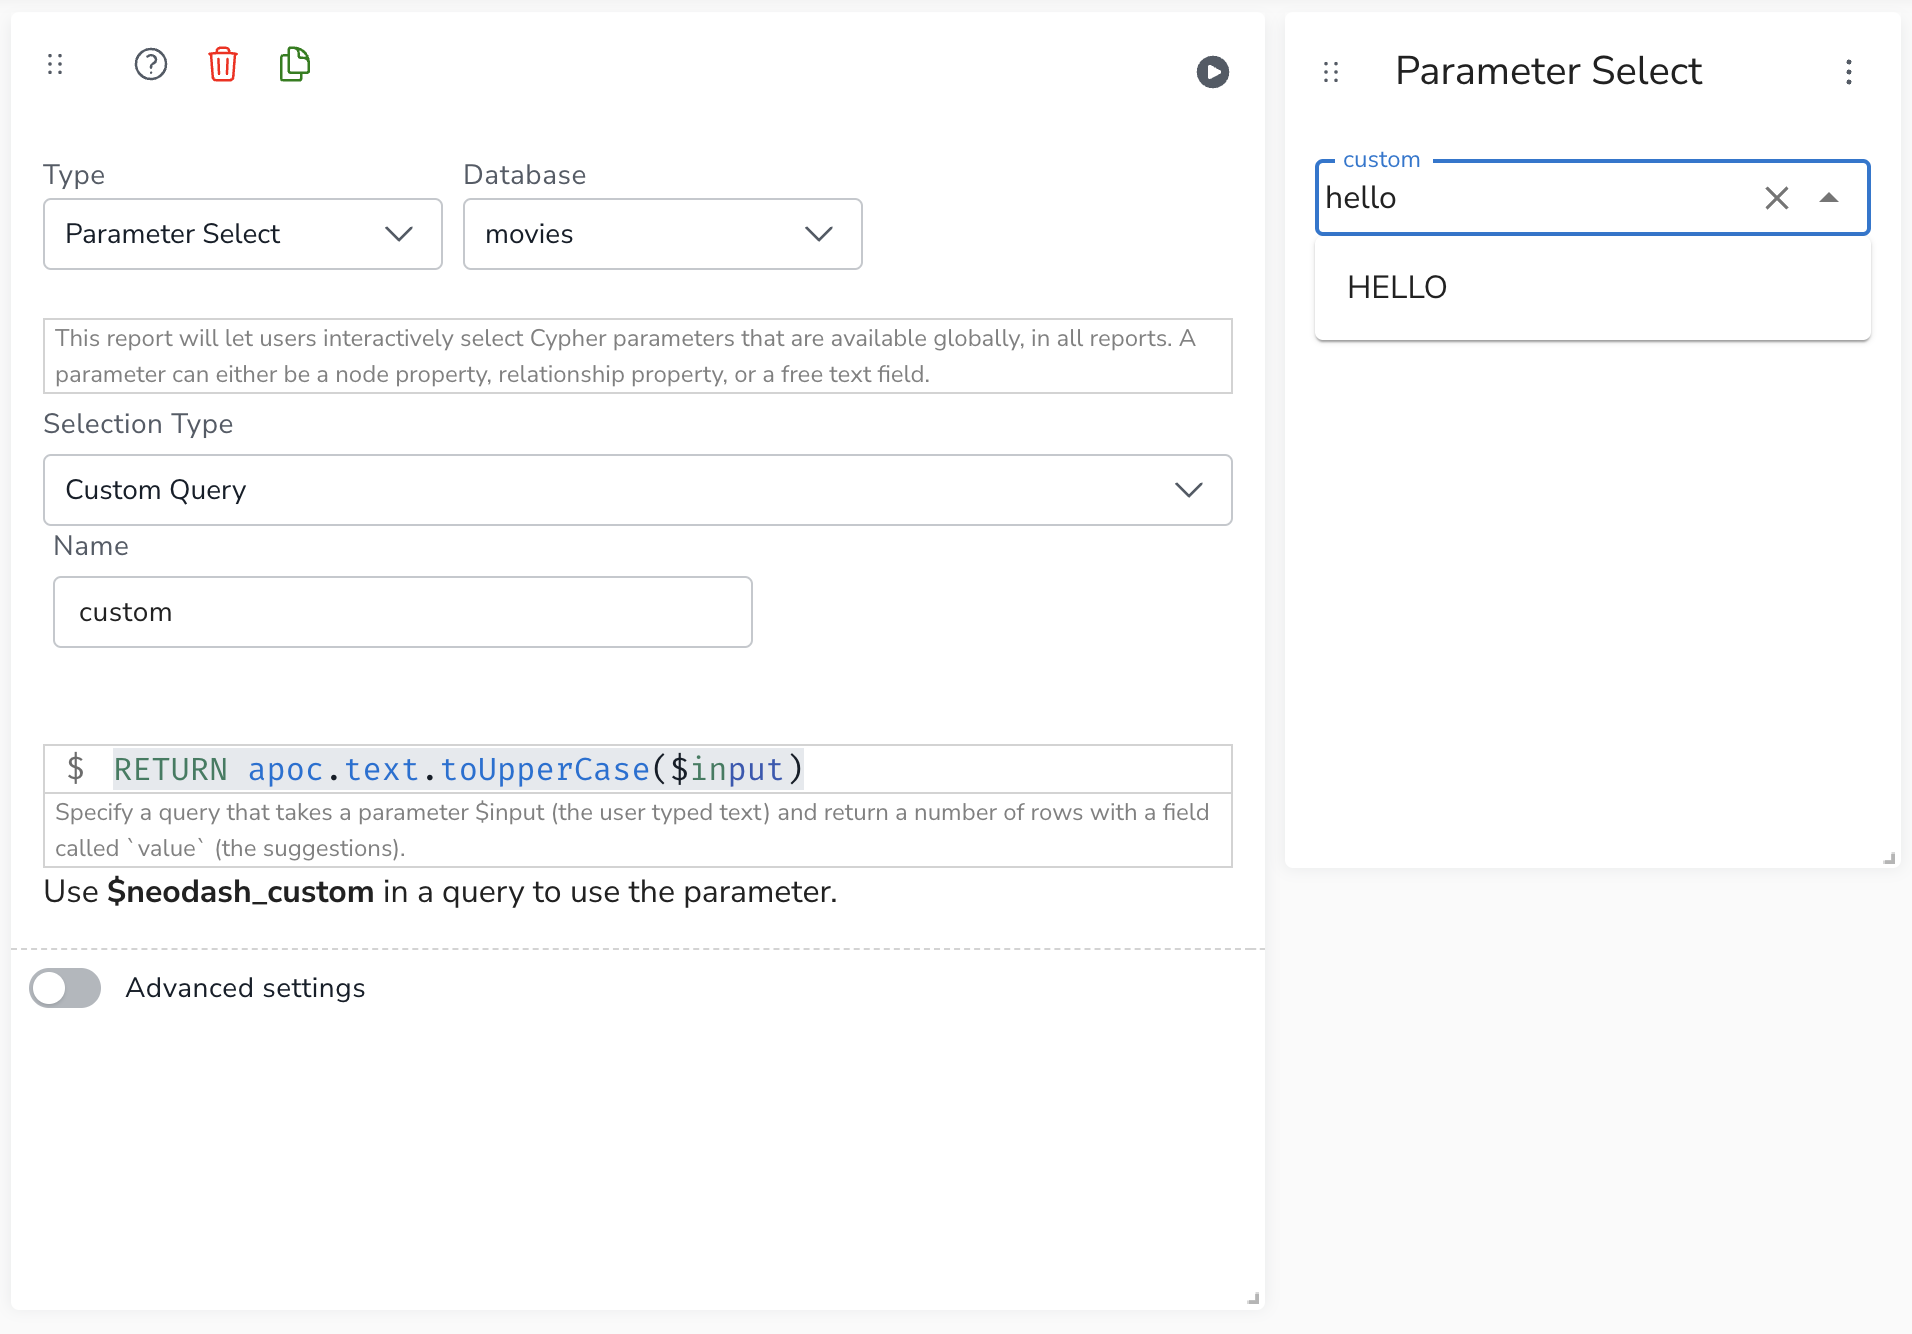 Type
Database
Parameter Select
movies
This report will let users interactively select Cypher parameters that are available globally, in all reports. A
parameter can either be a node property, relationship property, or a free text field.
Selection Type
Custom Query
Name
custom
$ RETURN apoc.text.toUpperCase($input)
Specify a query that takes a parameter $input (the user typed text) and return a number of rows with a field
called `value` (the suggestions).
Use $neodash_custom in a query to use the parameter.
Advanced settings
Parameter Select
custom
hello
HELLO